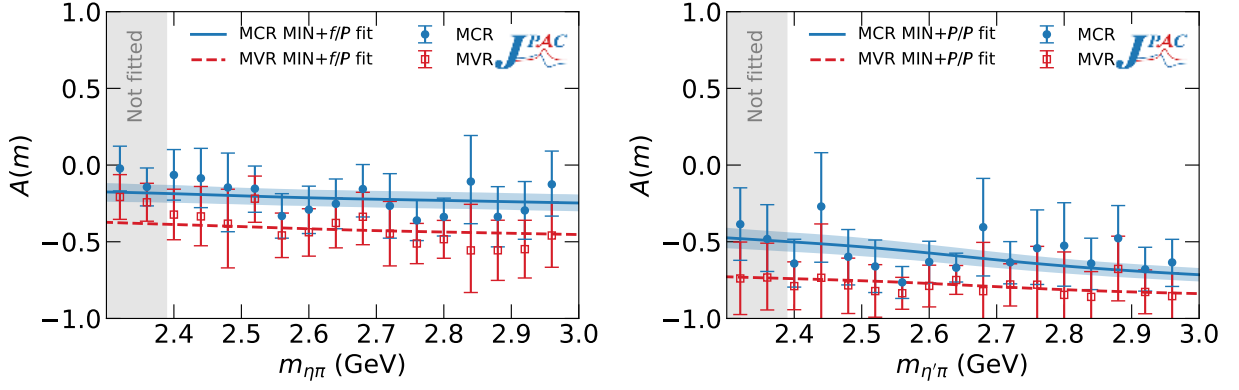 MCR MIN+f/P fit
MVR MIN+f/P fit
MCR
MVR
JPAC
Not fitted
A(m)
1.0
0.5
0.0
−0.5
−1.0
2.4 2.5 2.6 2.7 2.8 2.9 3.0
mηπ (GeV)
MCR MIN+P/P fit
MVR MIN+P/P fit
MCR
MVR
JPAC
Not fitted
A(m)
1.0
0.5
0.0
−0.5
−1.0
2.4 2.5 2.6 2.7 2.8 2.9 3.0
mη′π (GeV)